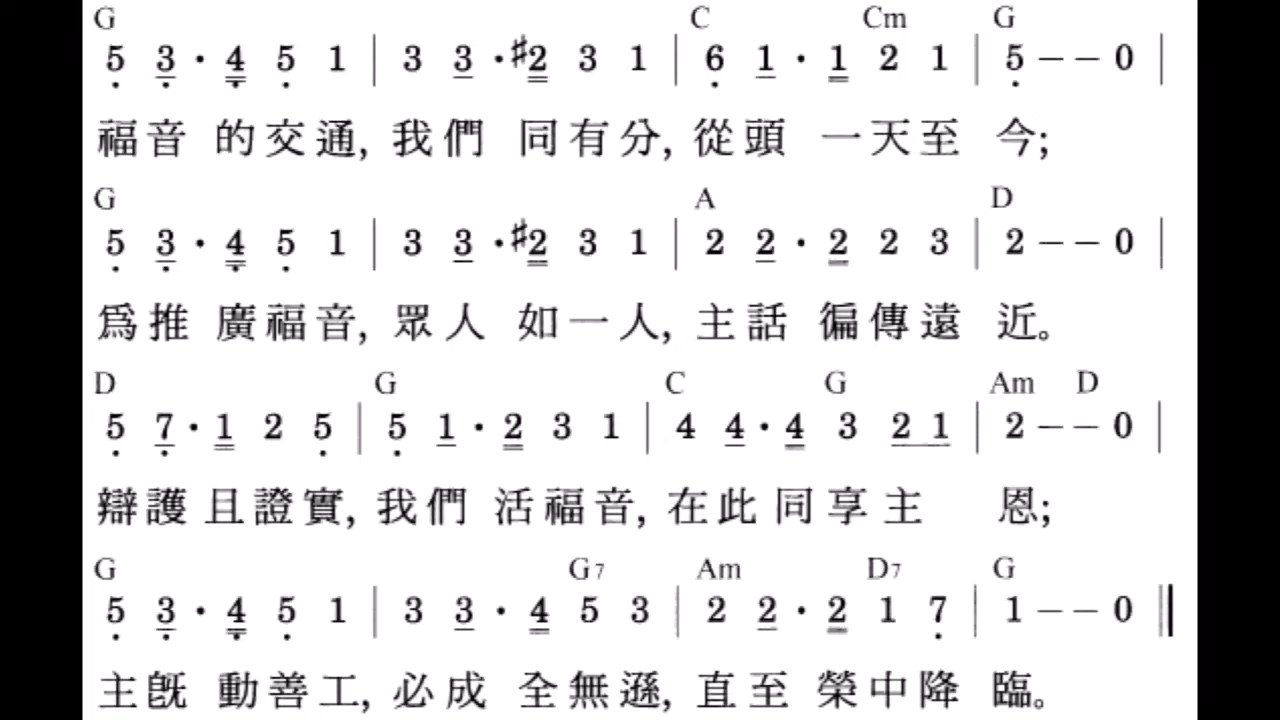 G C Cm G
5 3 · 4 5 1 | 3 3 · ♯2 3 1 | 6 1 · 1 2 1 | 5 — — 0 |
福音 的交通, 我們 同有分, 從頭 一天至 今;
G A D
5 3 · 4 5 1 | 3 3 · ♯2 3 1 | 2 2 · 2 2 3 | 2 — — 0 |
爲推 廣福音, 眾人 如一人, 主話 徧傳遠 近。
D G C G Am D
5 7 · 1 2 5 | 5 1 · 2 3 1 | 4 4 · 4 3 2 1 | 2 — — 0 |
辯護 且證實, 我們 活福音, 在此 同享主 恩;
G G7 Am D7 G
5 3 · 4 5 1 | 3 3 · 4 5 3 | 2 2 · 2 1 7 | 1 — — 0 ‖
主旣 動善工, 必成 全無遜, 直至 榮中降 臨。